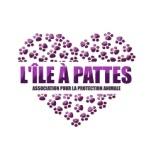 L'ÎLE À PATTES
ASSOCIATION POUR LA PROTECTION ANIMALE